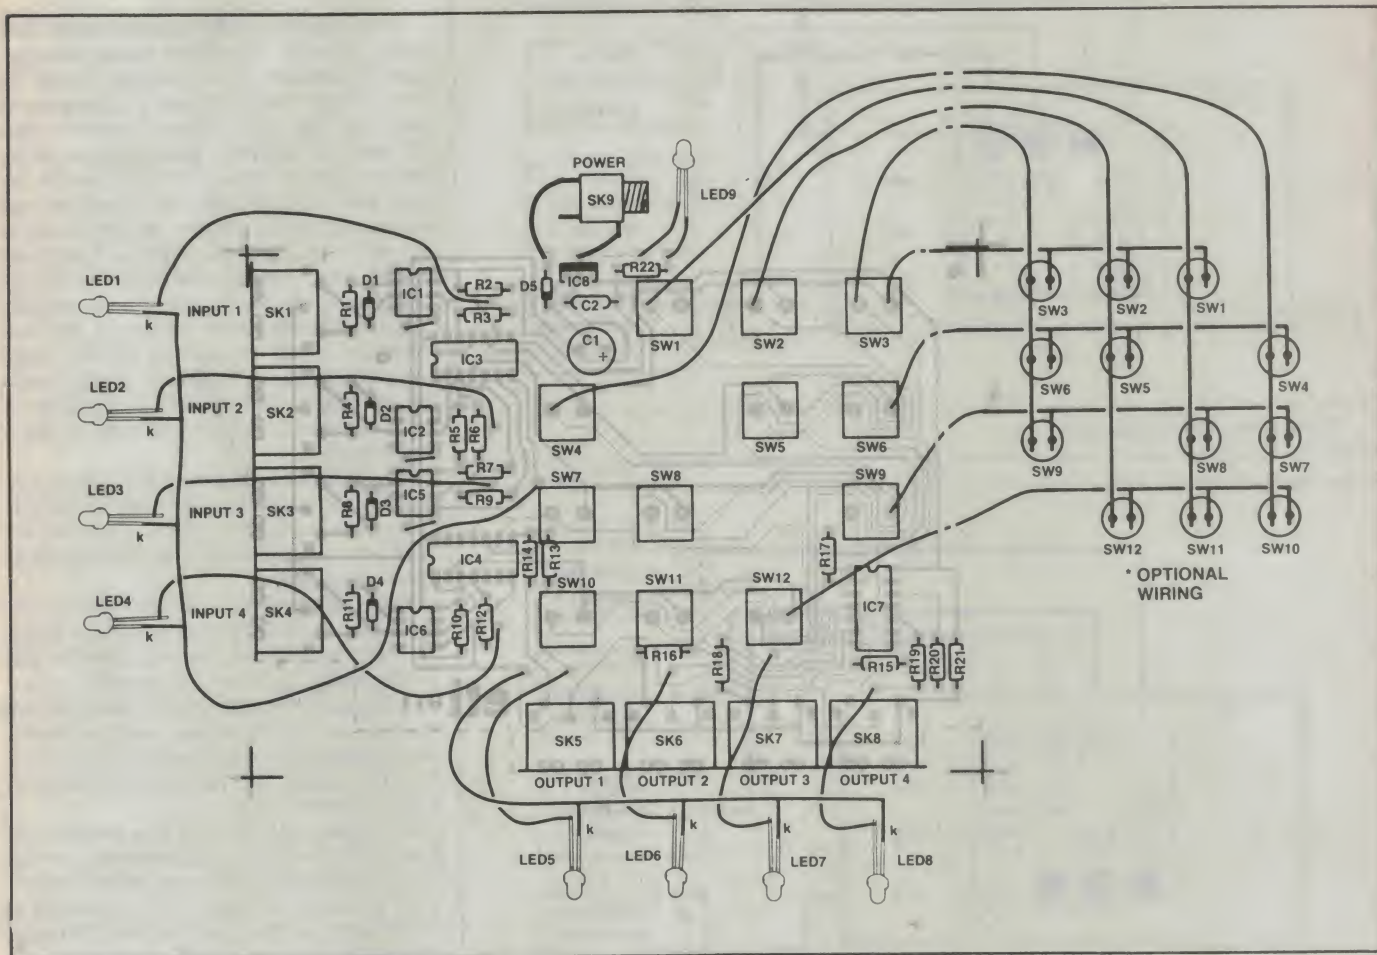 POWER
SK9
LED9
LED1
k
INPUT 1
SK1
R1
D1
IC1
R2
R3
D5
IC8
C2
R22
C1
+
IC3
SW1
SW2
SW3
LED2
k
INPUT 2
SK2
R4
D2
IC2
R5
R6
R7
SW4
SW5
SW6
LED3
k
INPUT 3
SK3
R8
D3
IC5
R9
SW7
SW8
SW9
IC4
R14
R13
R17
LED4
k
INPUT 4
SK4
R11
D4
IC6
R10
R12
SW10
SW11
SW12
IC7
R16
R18
R15
R19
R20
R21
SK5
SK6
SK7
SK8
OUTPUT 1
OUTPUT 2
OUTPUT 3
OUTPUT 4
k
k
k
k
LED5
LED6
LED7
LED8
SW3
SW2
SW1
SW6
SW5
SW4
SW9
SW8
SW7
SW12
SW11
SW10
* OPTIONAL
WIRING